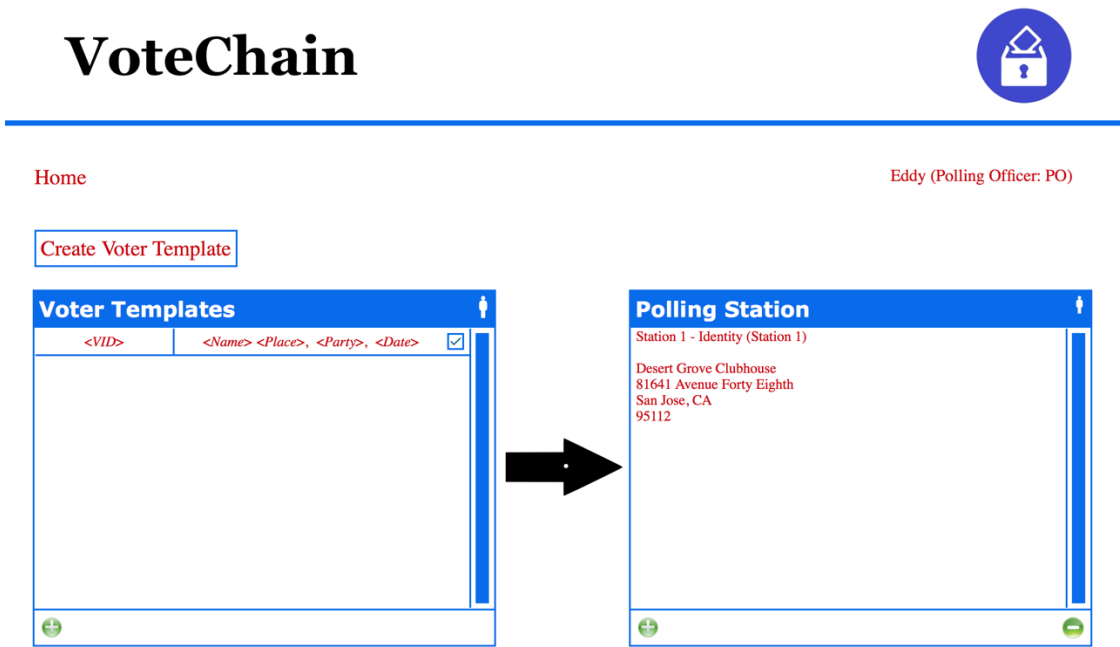 VoteChain
Home
Eddy (Polling Officer: PO)
Create Voter Template
Voter Templates
<VID>
<Name> <Place>, <Party>, <Date>
Polling Station
Station 1 - Identity (Station 1)
Desert Grove Clubhouse
81641 Avenue Forty Eighth
San Jose, CA
95112